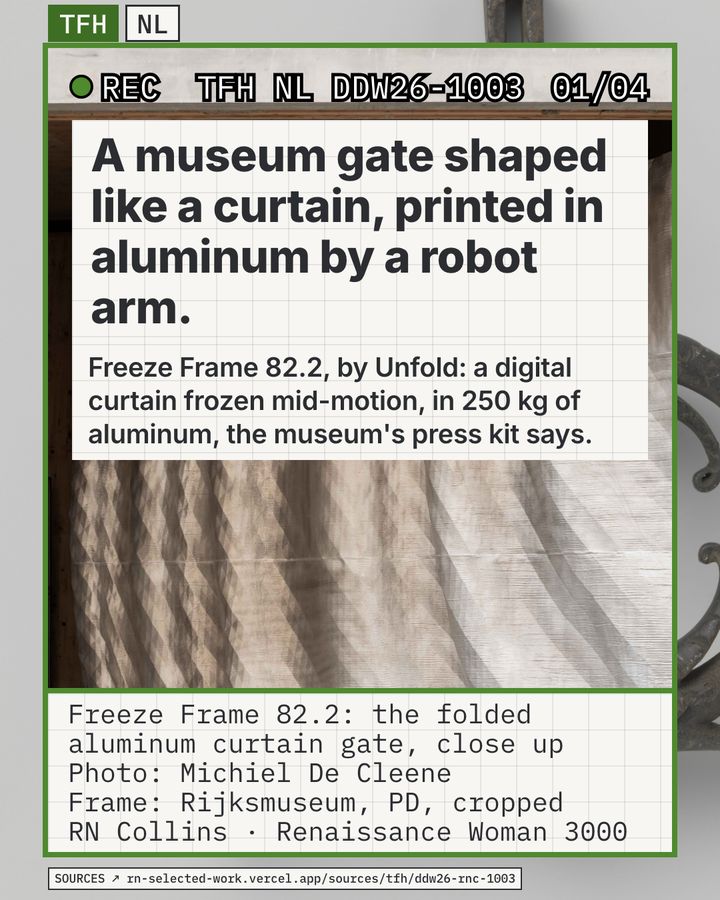 TFH NL
REC TFH NL DDW26-1003 01/04
A museum gate shaped
like a curtain, printed in
aluminum by a robot
arm.
Freeze Frame 82.2, by Unfold: a digital
curtain frozen mid-motion, in 250 kg of
aluminum, the museum's press kit says.
Freeze Frame 82.2: the folded
aluminum curtain gate, close up
Photo: Michiel De Cleene
Frame: Rijksmuseum, PD, cropped
RN Collins · Renaissance Woman 3000
SOURCES ↗ rn-selected-work.vercel.app/sources/tfh/ddw26-rnc-1003